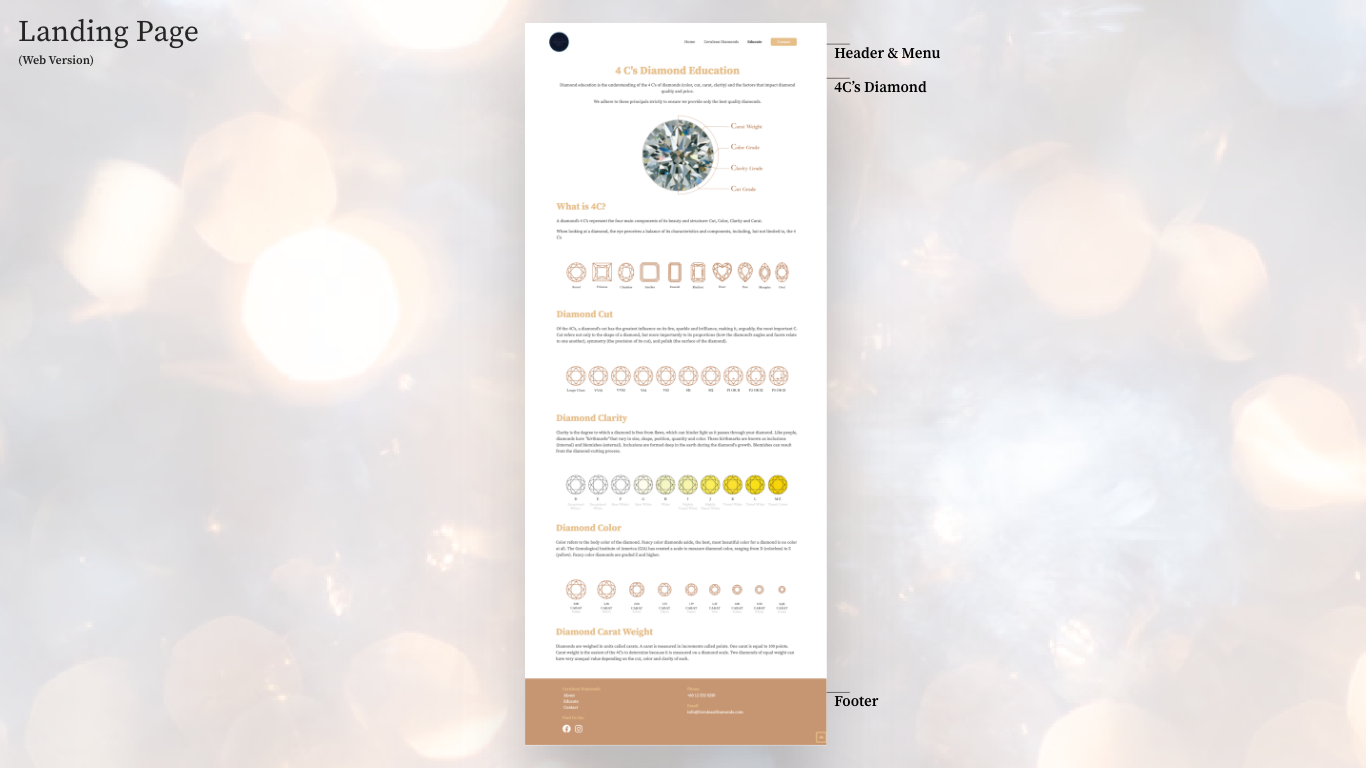 Landing Page
(Web Version)
Home
Educate
Header & Menu
4C's Diamond
4 C's Diamond Education
Diamond education is the understanding of the 4 C's of diamonds (color, cut, carat, clarity) and the factors that impact diamond
quality and price.
We adhere to these principals strictly to ensure we provide only the best quality diamonds.
Carat Weight
Color Grade
Clarity Grade
Cut Grade
What is 4C?
A diamond's 4 C's represent the four main components of its beauty and structure: Cut, Color, Clarity and Carat.
When looking at a diamond, the eye perceives a balance of its characteristics and components, including, but not limited to, the 4
C's
Round Princess Cushion Radiant Heart Pear Marquise Oval
Diamond Cut
Of the 4C's, a diamond's cut has the greatest influence on its fire, sparkle and brilliance, making it, arguably, the most important C.
Cut refers not only to the shape of a diamond, but more importantly to its proportions (how the diamond's angles and facets relate
to one another), symmetry (the precision of its cut), and polish (the surface of the diamond).
Diamond Clarity
Clarity is the degree to which a diamond is free from flaws, which can hinder light as it passes through your diamond. Like people,
diamonds have "birthmarks" that vary in size, shape, position, quantity and color. These birthmarks are known as inclusions
(internal) and blemishes (external). Inclusions are formed deep in the earth during the diamond's growth. Blemishes can result
from the diamond-cutting process.
D E F G H I J K L
Diamond Color
Color refers to the body color of the diamond. Fancy color diamonds aside, the best, most beautiful color for a diamond is no color
at all. The Gemological Institute of America (GIA) has created a scale to measure diamond color, ranging from D (colorless) to Z
(yellow). Fancy color diamonds are graded Z and higher.
CARAT CARAT CARAT CARAT CARAT CARAT CARAT CARAT CARAT
Diamond Carat Weight
Diamonds are weighed in units called carats. A carat is measured in increments called points. One carat is equal to 100 points.
Carat weight is the easiest of the 4C's to determine because it is measured on a diamond scale. Two diamonds of equal weight can
have very unequal value depending on the cut, color and clarity of each.
About
Educate
Contact
Footer